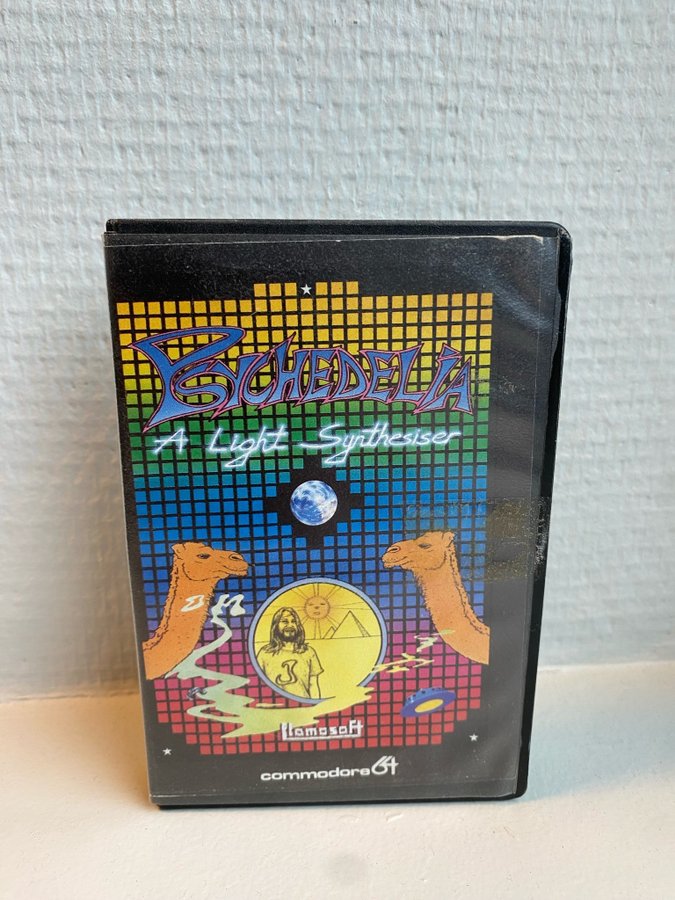 PSYCHEDELIA
A Light Synthesiser
llamasoft
commodore 64